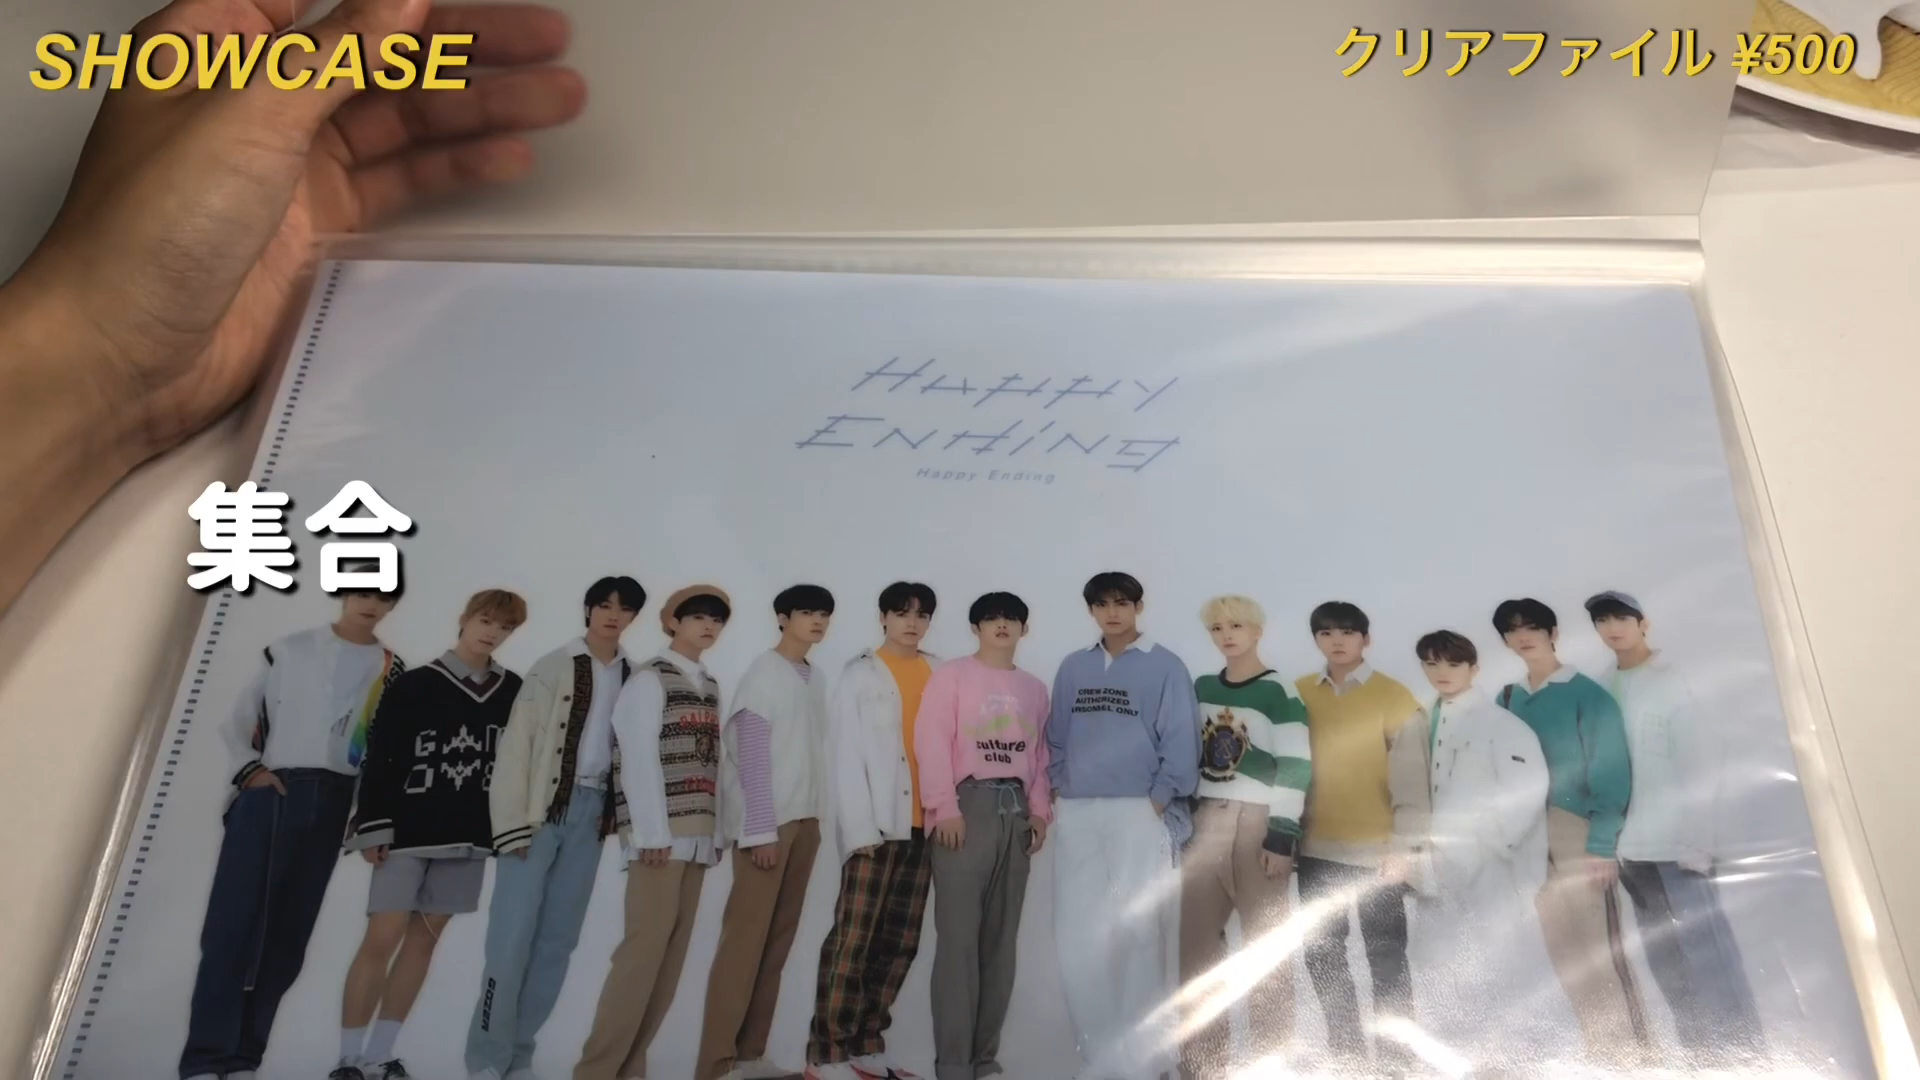 SHOWCASE
クリアファイル ¥500
HAPPY
ENDING
Happy Ending
集合
CREW ZONE
AUTHORIZED
PERSONNEL ONLY
culture
club
GOZER